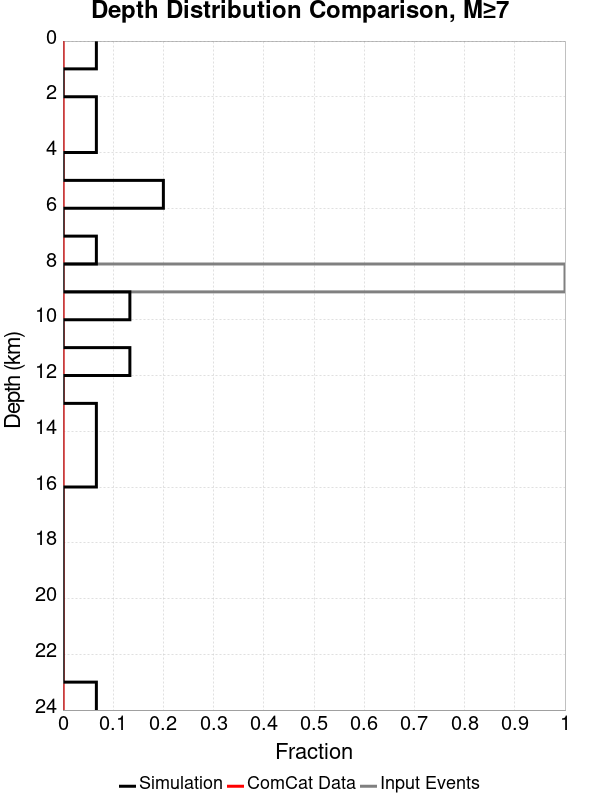 Depth Distribution Comparison, M≥7
0
2
4
6
8
10
12
14
16
18
20
22
24
Depth (km)
0 0.1 0.2 0.3 0.4 0.5 0.6 0.7 0.8 0.9 1
Fraction
Simulation ComCat Data Input Events